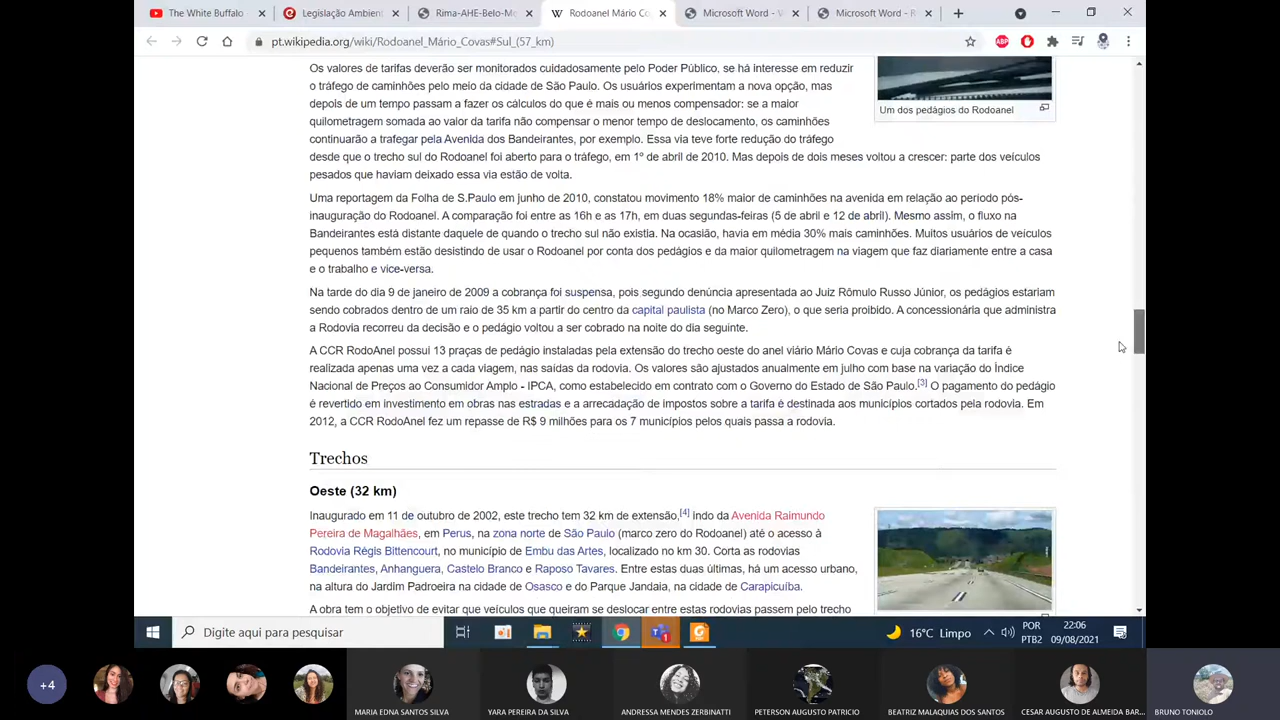 The White Buffalo
Legislação Ambient
Rima-AHE-Belo-Mo
Rodoanel Mário Co
Microsoft Word - W
Microsoft Word - R
pt.wikipedia.org/wiki/Rodoanel_Mário_Covas#Sul_(57_km)
ABP
Os valores de tarifas deverão ser monitorados cuidadosamente pelo Poder Público, se há interesse em reduzir
o tráfego de caminhões pelo meio da cidade de São Paulo. Os usuários experimentam a nova opção, mas
depois de um tempo passam a fazer os cálculos do que é mais ou menos compensador: se a maior
quilometragem somada ao valor da tarifa não compensar o menor tempo de deslocamento, os caminhões
continuarão a trafegar pela Avenida dos Bandeirantes, por exemplo. Essa via teve forte redução do tráfego
desde que o trecho sul do Rodoanel foi aberto para o tráfego, em 1º de abril de 2010. Mas depois de dois meses voltou a crescer: parte dos veículos
pesados que haviam deixado essa via estão de volta.
Um dos pedágios do Rodoanel
Uma reportagem da Folha de S.Paulo em junho de 2010, constatou movimento 18% maior de caminhões na avenida em relação ao período pós-
inauguração do Rodoanel. A comparação foi entre as 16h e as 17h, em duas segundas-feiras (5 de abril e 12 de abril). Mesmo assim, o fluxo na
Bandeirantes está distante daquele de quando o trecho sul não existia. Na ocasião, havia em média 30% mais caminhões. Muitos usuários de veículos
pequenos também estão desistindo de usar o Rodoanel por conta dos pedágios e da maior quilometragem na viagem que faz diariamente entre a casa
e o trabalho e vice-versa.
Na tarde do dia 9 de janeiro de 2009 a cobrança foi suspensa, pois segundo denúncia apresentada ao Juiz Rômulo Russo Júnior, os pedágios estariam
sendo cobrados dentro de um raio de 35 km a partir do centro da capital paulista (no Marco Zero), o que seria proibido. A concessionária que administra
a Rodovia recorreu da decisão e o pedágio voltou a ser cobrado na noite do dia seguinte.
A CCR RodoAnel possui 13 praças de pedágio instaladas pela extensão do trecho oeste do anel viário Mário Covas e cuja cobrança da tarifa é
realizada apenas uma vez a cada viagem, nas saídas da rodovia. Os valores são ajustados anualmente em julho com base na variação do Índice
Nacional de Preços ao Consumidor Amplo - IPCA, como estabelecido em contrato com o Governo do Estado de São Paulo.[3] O pagamento do pedágio
é revertido em investimento em obras nas estradas e a arrecadação de impostos sobre a tarifa é destinada aos municípios cortados pela rodovia. Em
2012, a CCR RodoAnel fez um repasse de R$ 9 milhões para os 7 municípios pelos quais passa a rodovia.
Trechos
Oeste (32 km)
Inaugurado em 11 de outubro de 2002, este trecho tem 32 km de extensão,[4] indo da Avenida Raimundo
Pereira de Magalhães, em Perus, na zona norte de São Paulo (marco zero do Rodoanel) até o acesso à
Rodovia Régis Bittencourt, no município de Embu das Artes, localizado no km 30. Corta as rodovias
Bandeirantes, Anhanguera, Castelo Branco e Raposo Tavares. Entre estas duas últimas, há um acesso urbano,
na altura do Jardim Padroeira na cidade de Osasco e do Parque Jandaia, na cidade de Carapicuíba.
A obra tem o objetivo de evitar que veículos que queiram se deslocar entre estas rodovias passem pelo trecho
Digite aqui para pesquisar
1
16°C Limpo
POR
PTB2
22:06
09/08/2021
+4
MARIA EDNA SANTOS SILVA
YARA PEREIRA DA SILVA
ANDRESSA MENDES ZERBINATTI
PETERSON AUGUSTO PATRICIO
BEATRIZ MALAQUIAS DOS SANTOS
CESAR AUGUSTO DE ALMEIDA BAR...
BRUNO TONIOLO